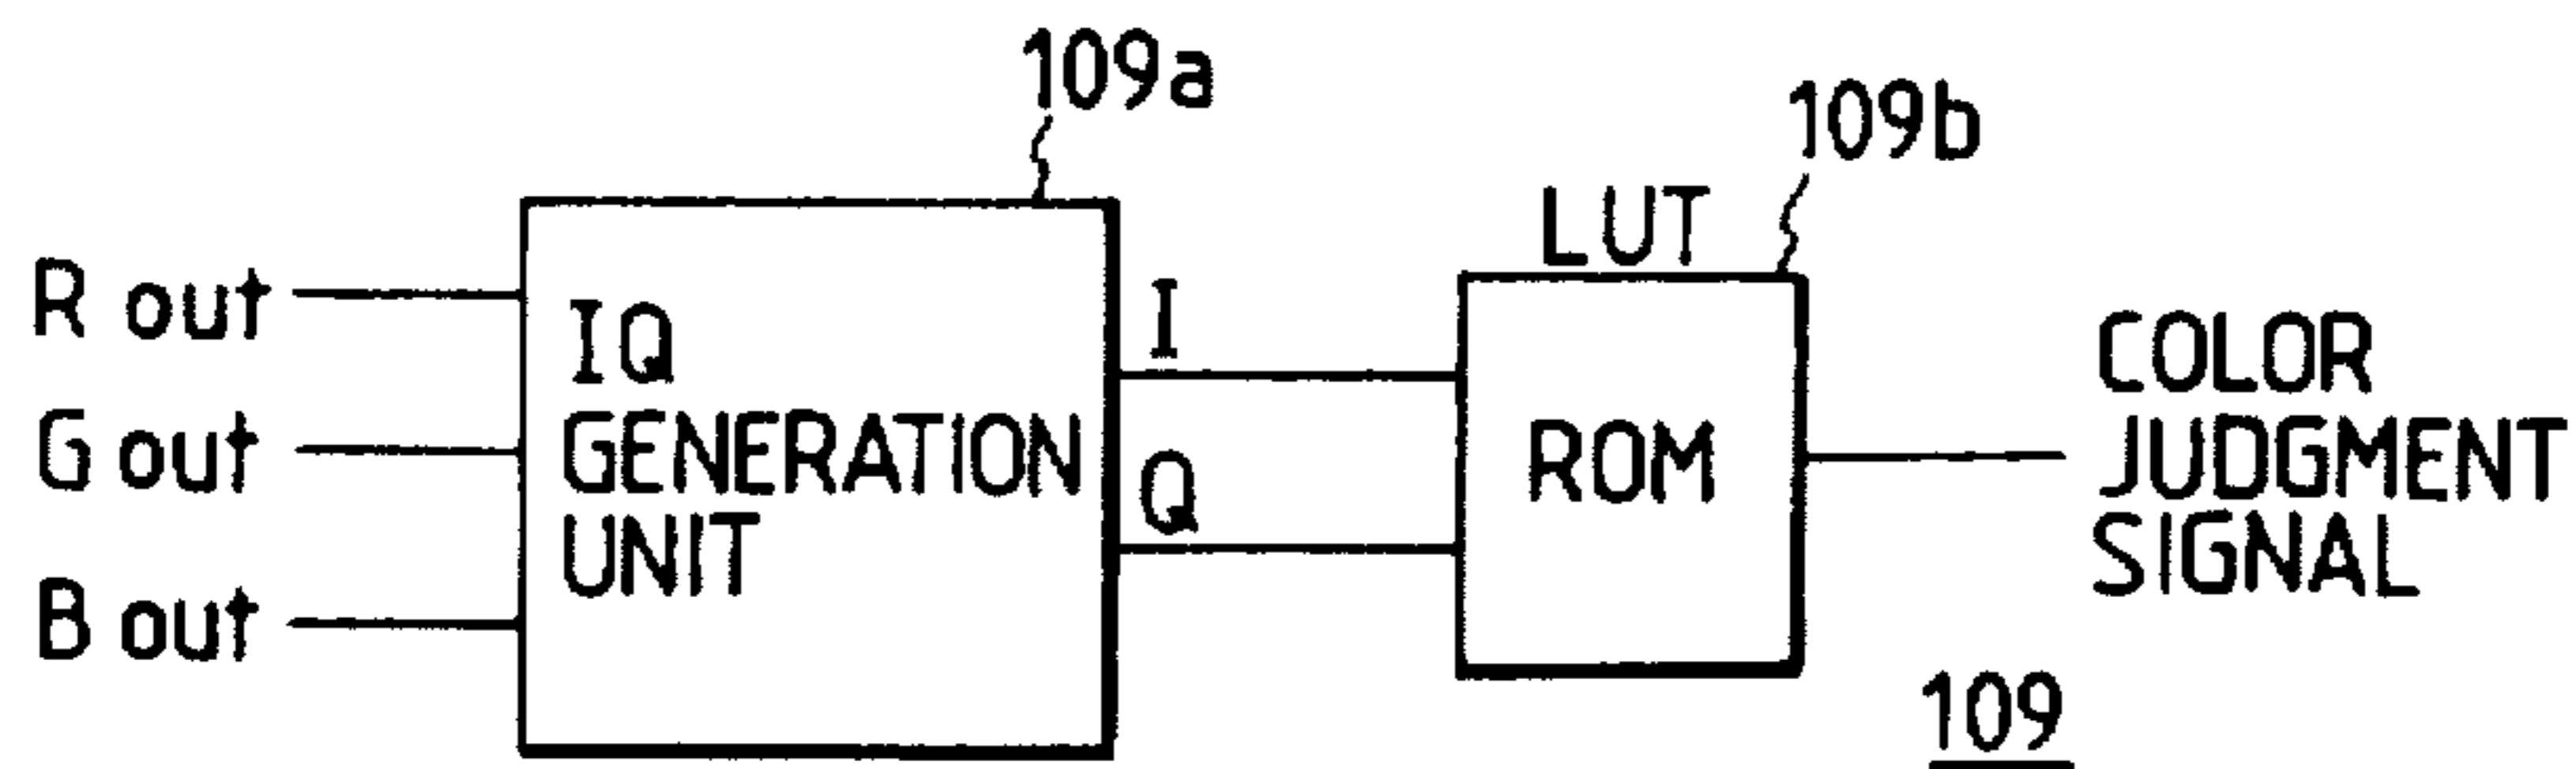 109a
109b
LUT
R out
G out
B out
IQ
GENERATION
UNIT
I
Q
ROM
COLOR
JUDGMENT
SIGNAL
109